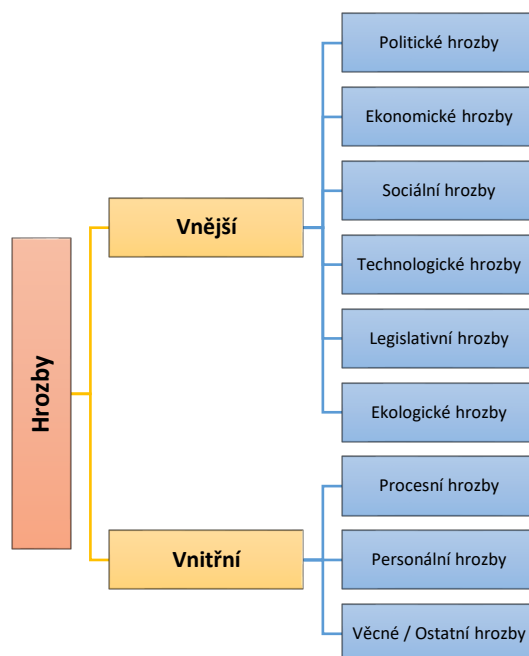 Hrozby
Vnější
Politické hrozby
Ekonomické hrozby
Sociální hrozby
Technologické hrozby
Legislativní hrozby
Ekologické hrozby
Vnitřní
Procesní hrozby
Personální hrozby
Věcné / Ostatní hrozby